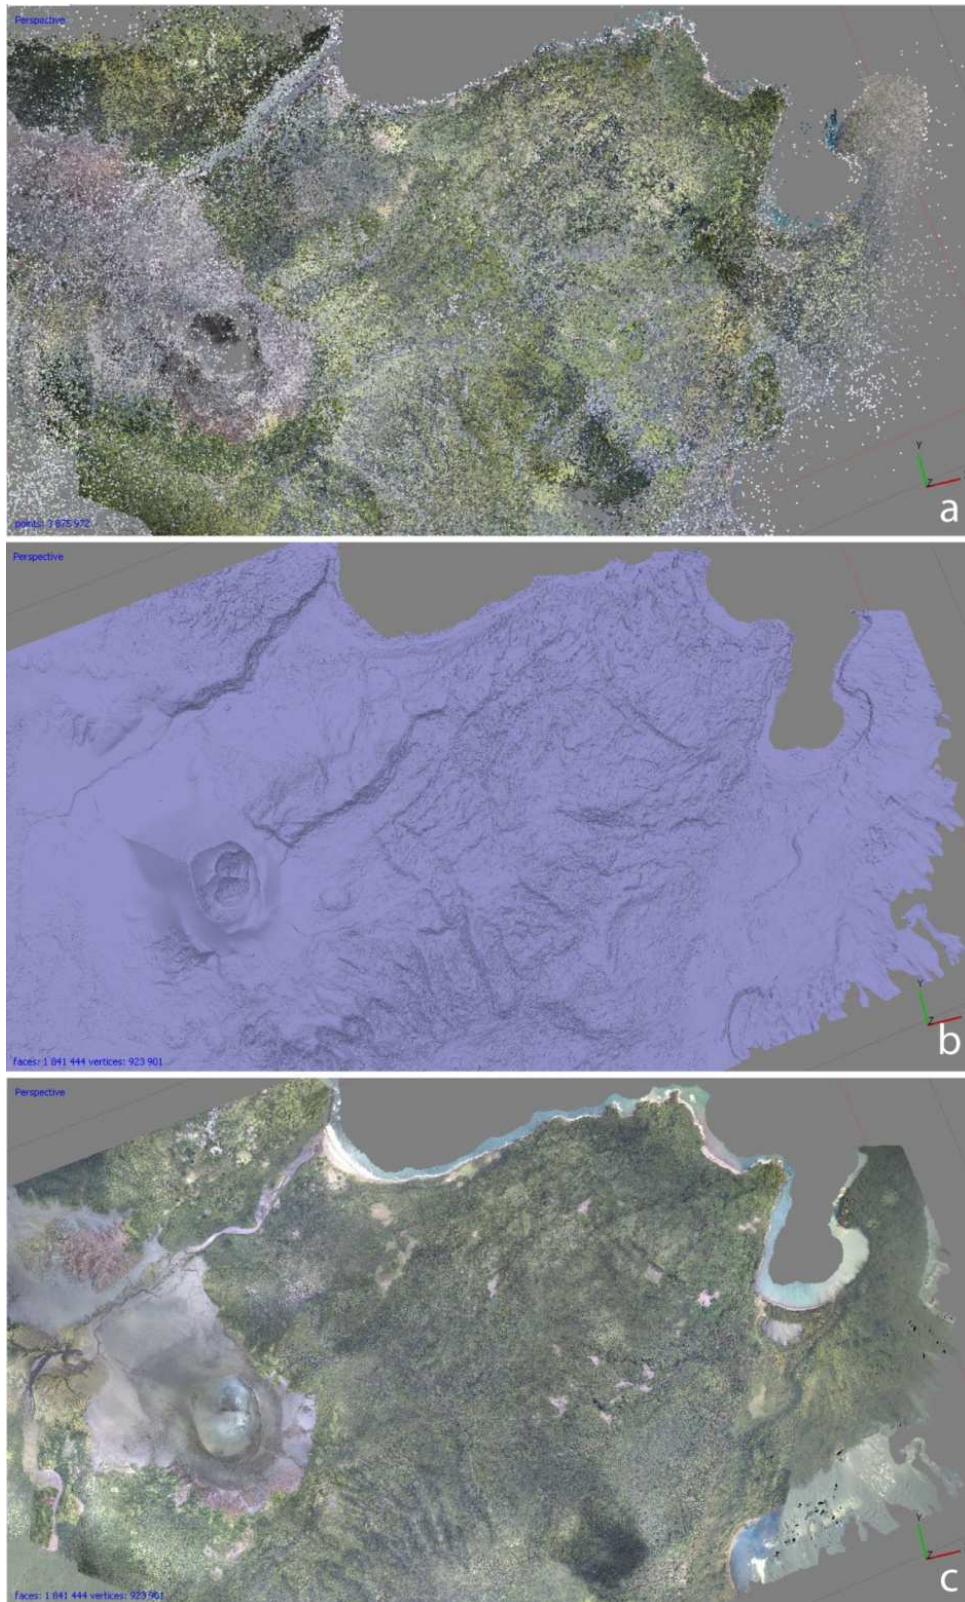 Perspective
points: 3 875 972
Y
Z
a
Perspective
faces: 1 841 444 vertices: 923 901
Y
Z
b
Perspective
faces: 1 841 444 vertices: 923 901
Y
Z
c